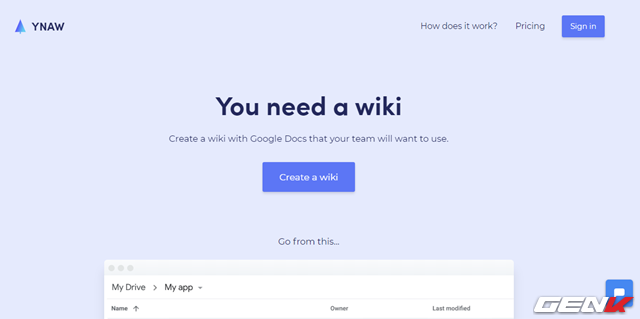 YNAW
How does it work?
Pricing
Sign in
You need a wiki
Create a wiki with Google Docs that your team will want to use.
Create a wiki
Go from this...
My Drive > My app
Name ↑ Owner Last modified
GENK